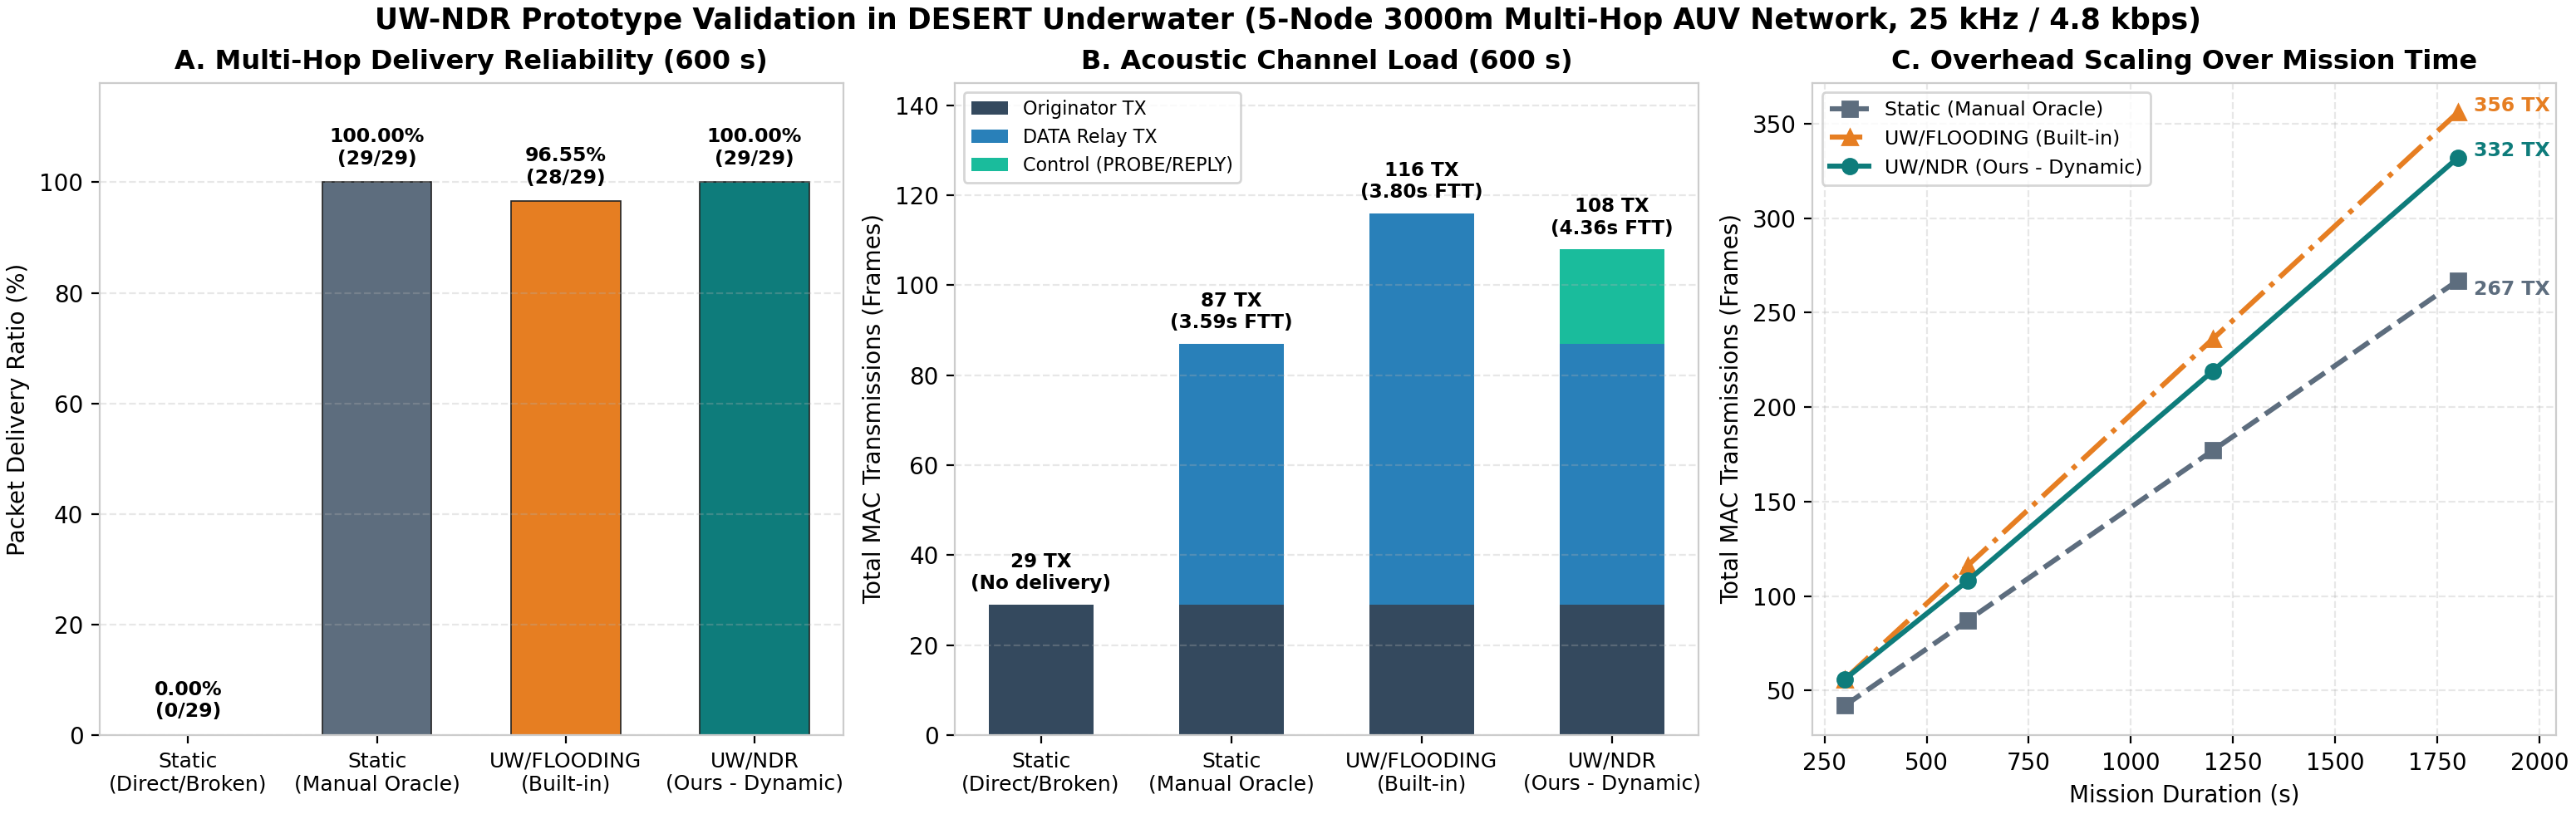 UW-NDR Prototype Validation in DESERT Underwater (5-Node 3000m Multi-Hop AUV Network, 25 kHz / 4.8 kbps)
A. Multi-Hop Delivery Reliability (600 s)
Packet Delivery Ratio (%)
100
80
60
40
20
0
0.00%
(0/29)
100.00%
(29/29)
96.55%
(28/29)
100.00%
(29/29)
Static
(Direct/Broken)
Static
(Manual Oracle)
UW/FLOODING
(Built-in)
UW/NDR
(Ours - Dynamic)
B. Acoustic Channel Load (600 s)
Total MAC Transmissions (Frames)
140
120
100
80
60
40
20
0
Originator TX
DATA Relay TX
Control (PROBE/REPLY)
29 TX
(No delivery)
87 TX
(3.59s FTT)
116 TX
(3.80s FTT)
108 TX
(4.36s FTT)
Static
(Direct/Broken)
Static
(Manual Oracle)
UW/FLOODING
(Built-in)
UW/NDR
(Ours - Dynamic)
C. Overhead Scaling Over Mission Time
Total MAC Transmissions (Frames)
350
300
250
200
150
100
50
Static (Manual Oracle)
UW/FLOODING (Built-in)
UW/NDR (Ours - Dynamic)
356 TX
332 TX
267 TX
250
500
750
1000
1250
1500
1750
2000
Mission Duration (s)